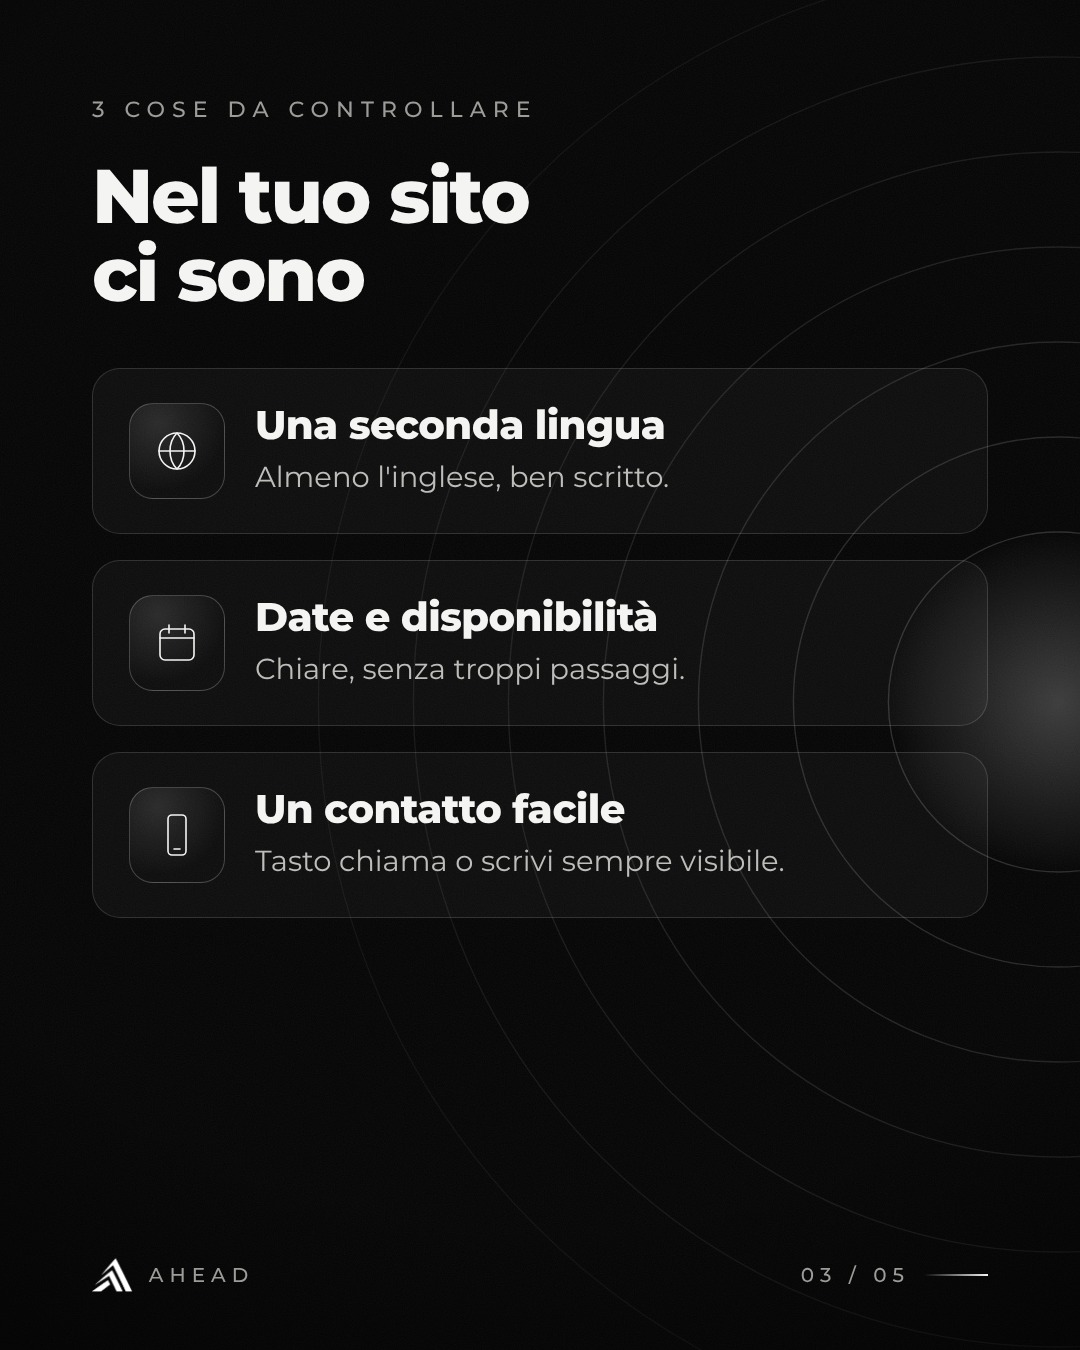 3 COSE DA CONTROLLARE
Nel tuo sito
ci sono
Una seconda lingua
Almeno l'inglese, ben scritto.
Date e disponibilità
Chiare, senza troppi passaggi.
Un contatto facile
Tasto chiama o scrivi sempre visibile.
AHEAD
03 / 05